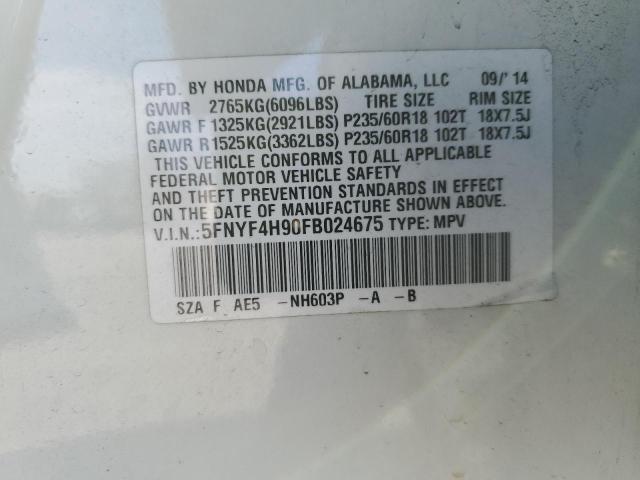 MFD. BY HONDA MFG. OF ALABAMA, LLC 09/'14
GVWR 2765KG(6096LBS) TIRE SIZE RIM SIZE
GAWR F 1325KG(2921LBS) P235/60R18 102T 18X7.5J
GAWR R 1525KG(3362LBS) P235/60R18 102T 18X7.5J
THIS VEHICLE CONFORMS TO ALL APPLICABLE
FEDERAL MOTOR VEHICLE SAFETY
AND THEFT PREVENTION STANDARDS IN EFFECT
ON THE DATE OF MANUFACTURE SHOWN ABOVE.
V.I.N.: 5FNYF4H90FB024675 TYPE: MPV
SZA F AE5 -NH603P -A -B